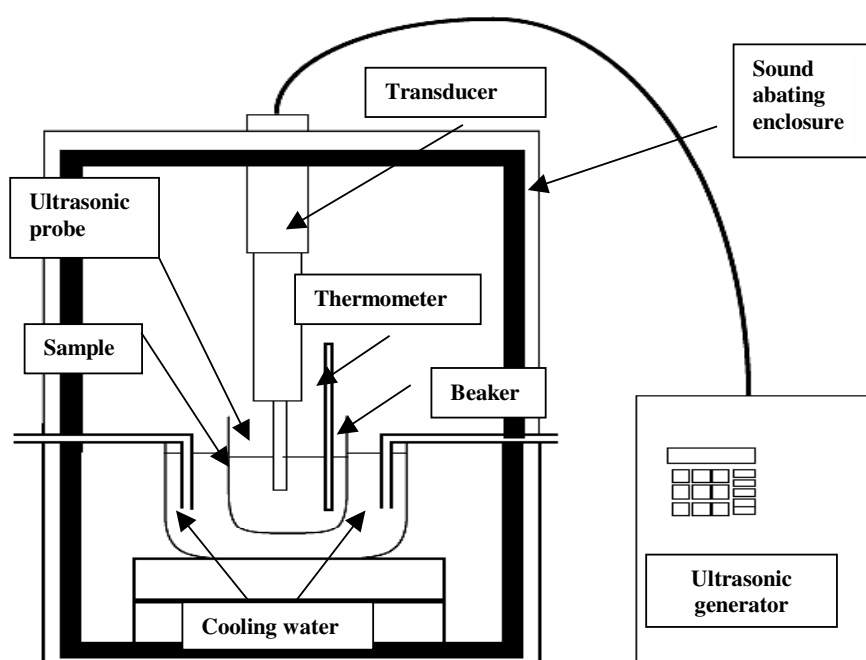 Transducer
Sound
abating
enclosure
Ultrasonic
probe
Thermometer
Sample
Beaker
Cooling water
Ultrasonic
generator